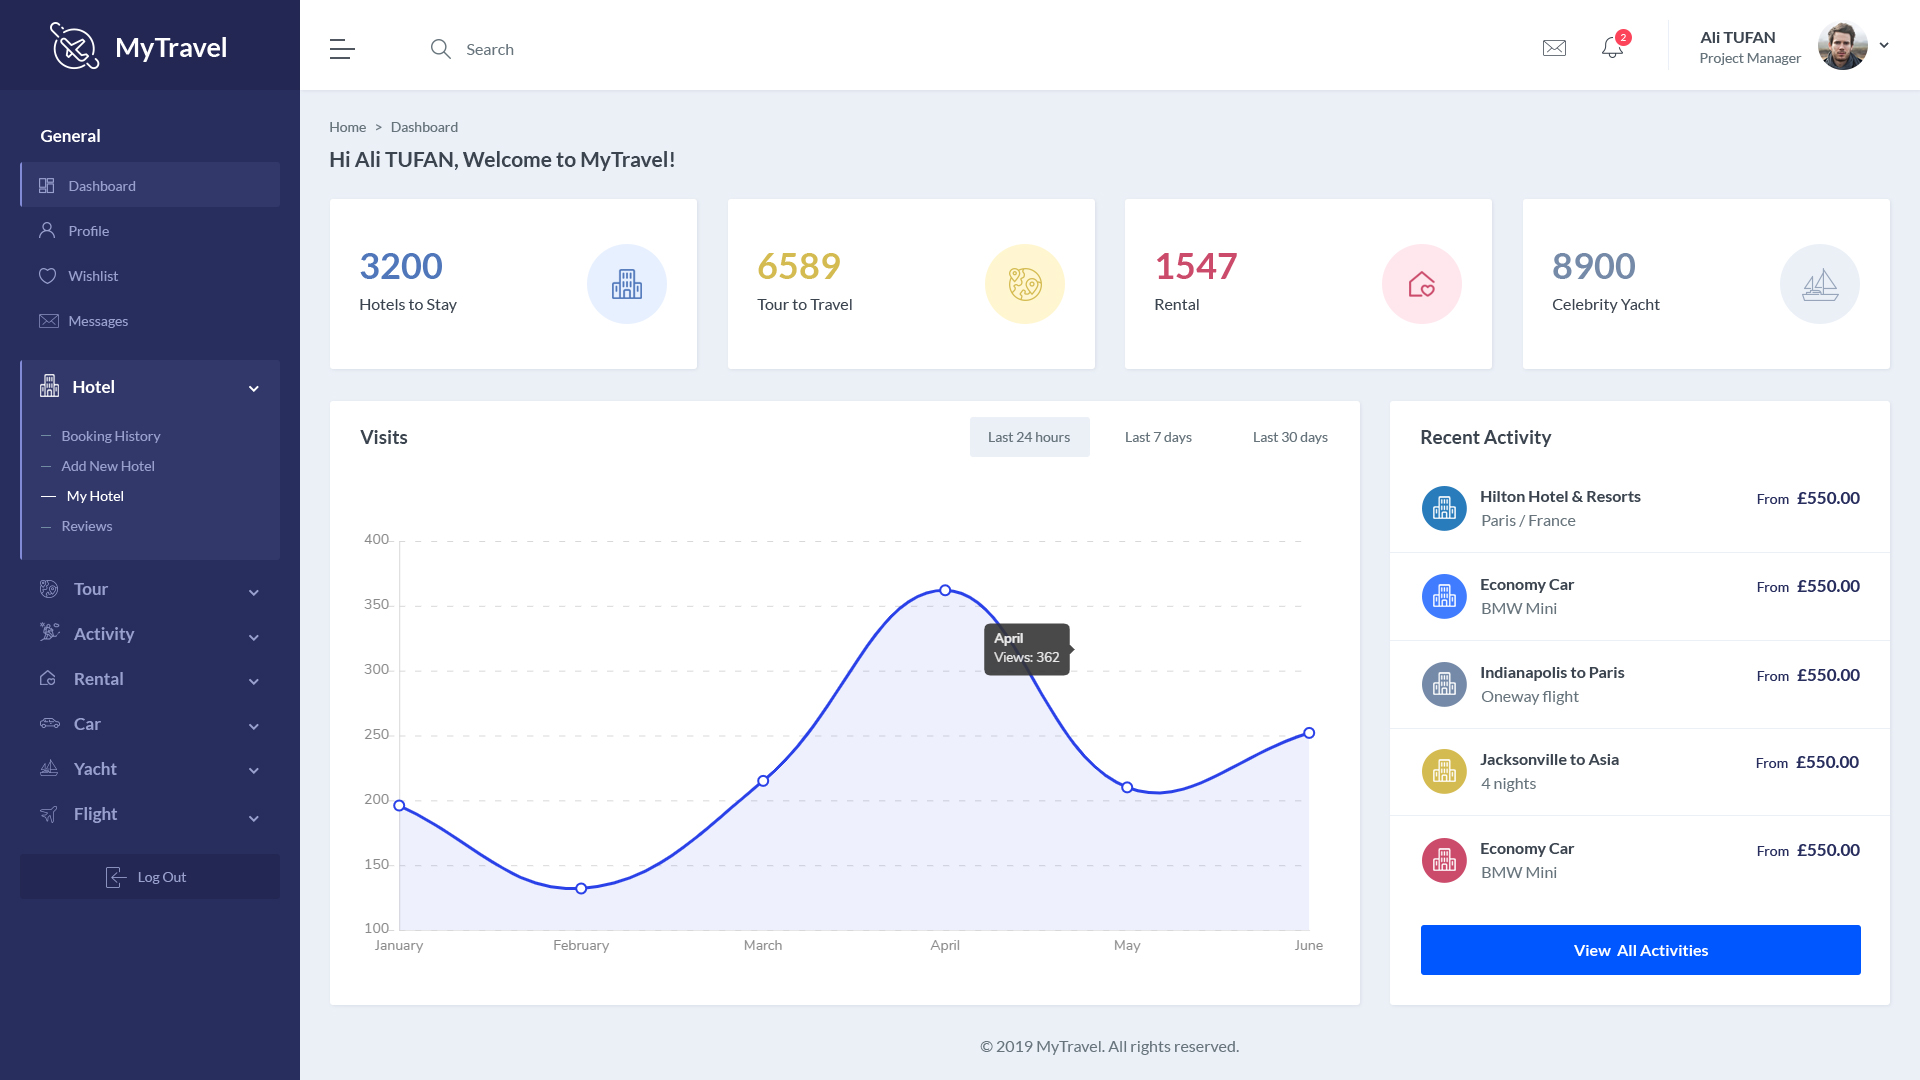 MyTravel
Search
2
Ali TUFAN
Project Manager
General
Dashboard
Profile
Wishlist
Messages
Hotel
Booking History
Add New Hotel
My Hotel
Reviews
Tour
Activity
Rental
Car
Yacht
Flight
Log Out
Home > Dashboard
Hi Ali TUFAN, Welcome to MyTravel!
3200
Hotels to Stay
6589
Tour to Travel
1547
Rental
8900
Celebrity Yacht
Visits
Last 24 hours
Last 7 days
Last 30 days
400
350
300
250
200
150
100
April
Views: 362
January
February
March
April
May
June
Recent Activity
Hilton Hotel & Resorts
Paris / France
From £550.00
Economy Car
BMW Mini
From £550.00
Indianapolis to Paris
Oneway flight
From £550.00
Jacksonville to Asia
4 nights
From £550.00
Economy Car
BMW Mini
From £550.00
View All Activities
© 2019 MyTravel. All rights reserved.